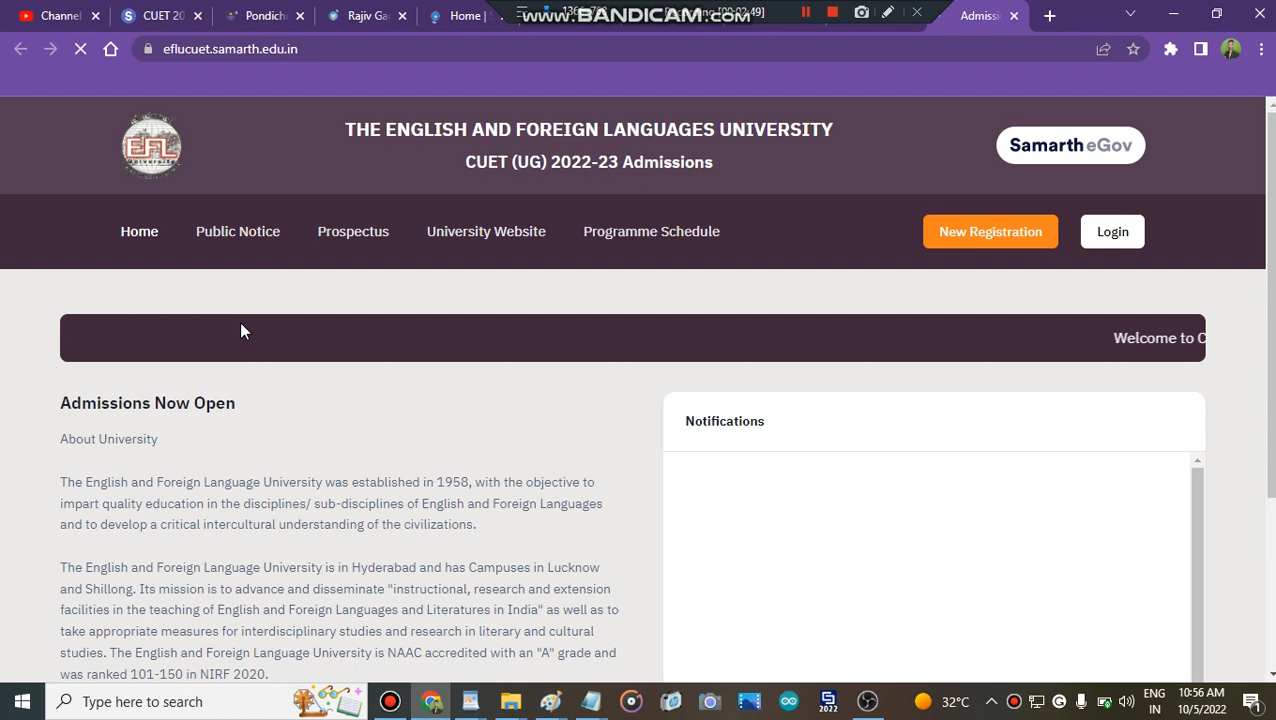 Channel
CUET 20
Pondich
Rajiv Ga
Home |
www.BANDICAM.com
Admissi
eflucuet.samarth.edu.in
EFL
THE ENGLISH AND FOREIGN LANGUAGES UNIVERSITY
CUET (UG) 2022-23 Admissions
Samarth eGov
Home
Public Notice
Prospectus
University Website
Programme Schedule
New Registration
Login
Welcome to C
Admissions Now Open
About University
The English and Foreign Language University was established in 1958, with the objective to
impart quality education in the disciplines/ sub-disciplines of English and Foreign Languages
and to develop a critical intercultural understanding of the civilizations.
The English and Foreign Language University is in Hyderabad and has Campuses in Lucknow
and Shillong. Its mission is to advance and disseminate "instructional, research and extension
facilities in the teaching of English and Foreign Languages and Literatures in India" as well as to
take appropriate measures for interdisciplinary studies and research in literary and cultural
studies. The English and Foreign Language University is NAAC accredited with an "A" grade and
was ranked 101-150 in NIRF 2020.
Notifications
Type here to search
2022
32°C
ENG
IN
10:56 AM
10/5/2022
1